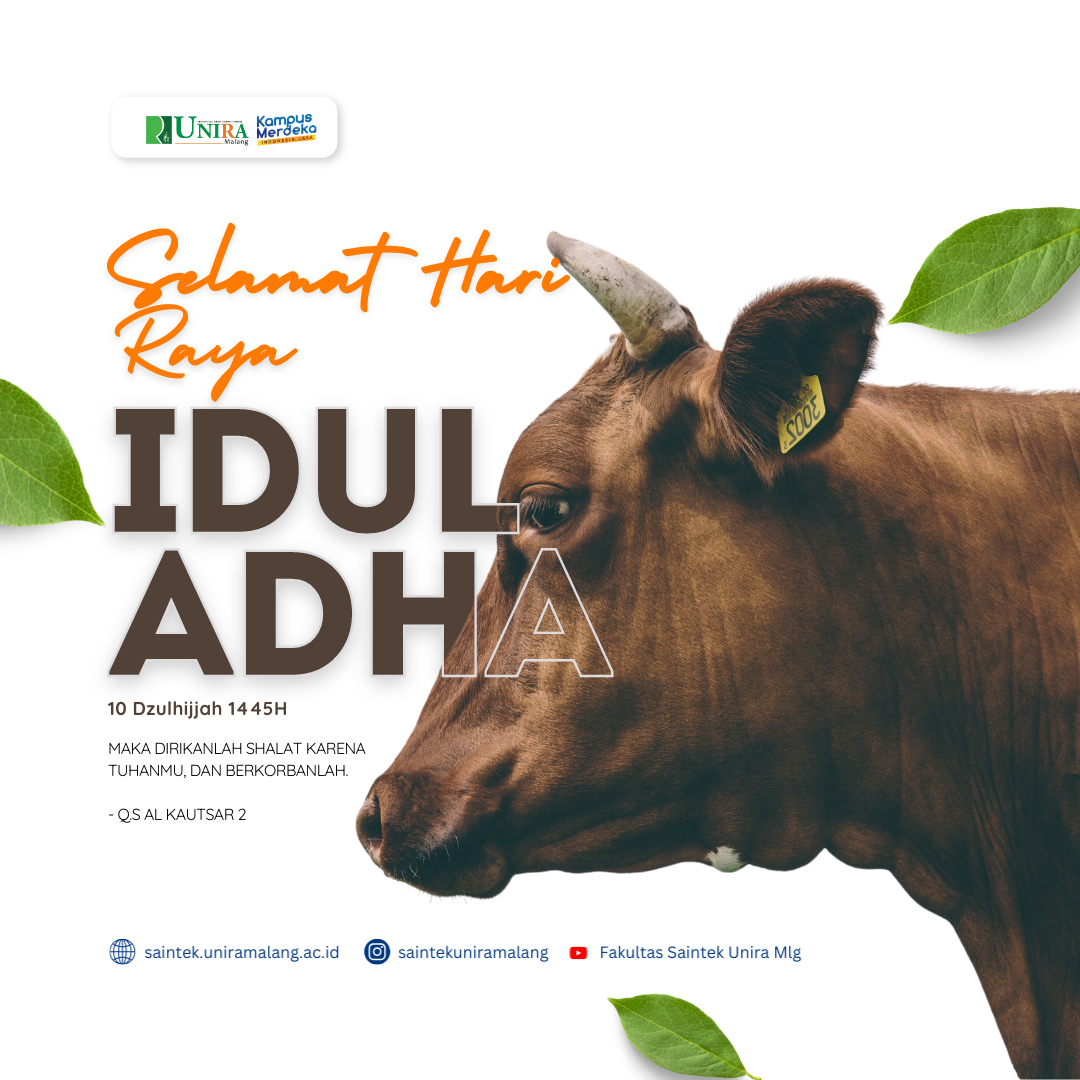 UNIRA
Malang
Kampus
Merdeka
INDONESIA JAYA
Selamat Hari
Raya
IDUL
ADHA
10 Dzulhijjah 1445H
MAKA DIRIKANLAH SHALAT KARENA
TUHANMU, DAN BERKORBANLAH.
- Q.S AL KAUTSAR 2
saintek.uniramalang.ac.id
saintekuniramalang
Fakultas Saintek Unira Mlg